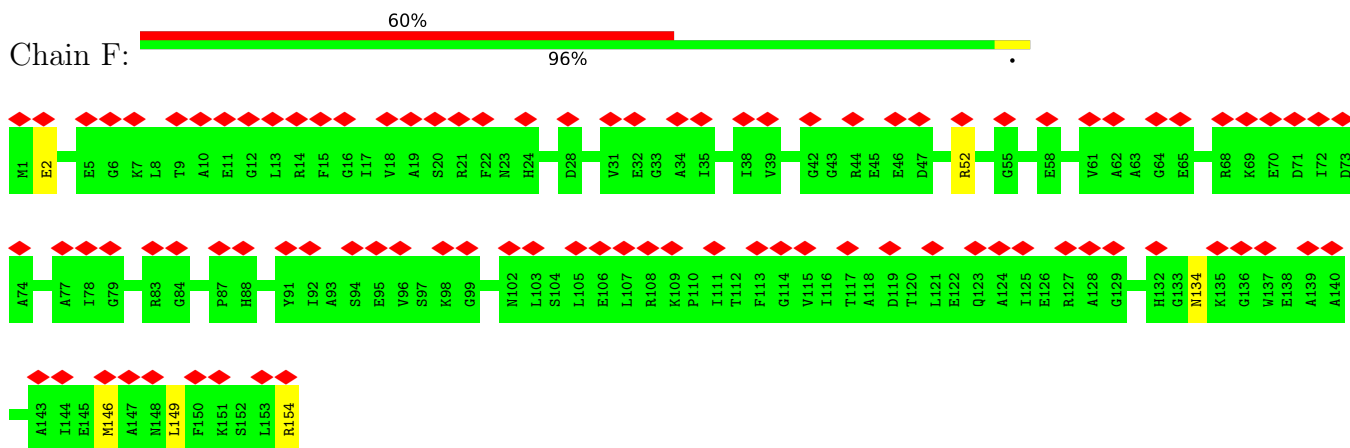 60%
Chain F:
96%
.
M1 E2 E5 G6 K7 L8 T9 A10 E11 G12 L13 R14 F15 G16 I17 V18 A19 S20 R21 F22 N23 H24 D28 V31 E32 G33 A34 I35 I38 V39 G42 G43 R44 E45 E46 D47 R52 G55 E58 V61 A62 A63 G64 E65 R68 K69 E70 D71 I72 D73
A74 A77 T78 G79 R83 G84 P87 H88 Y91 I92 A93 S94 E95 V96 S97 K98 G99 N102 L103 S104 L105 E106 L107 R108 K109 P110 I111 T112 F113 G114 V115 I116 T117 A118 D119 T120 L121 E122 Q123 A124 I125 E126 R127 A128 G129 H132 G133 N134 K135 G136 W137 E138 A139 A140
A143 I144 E145 M146 A147 N148 L149 F150 K151 S152 L153 R154